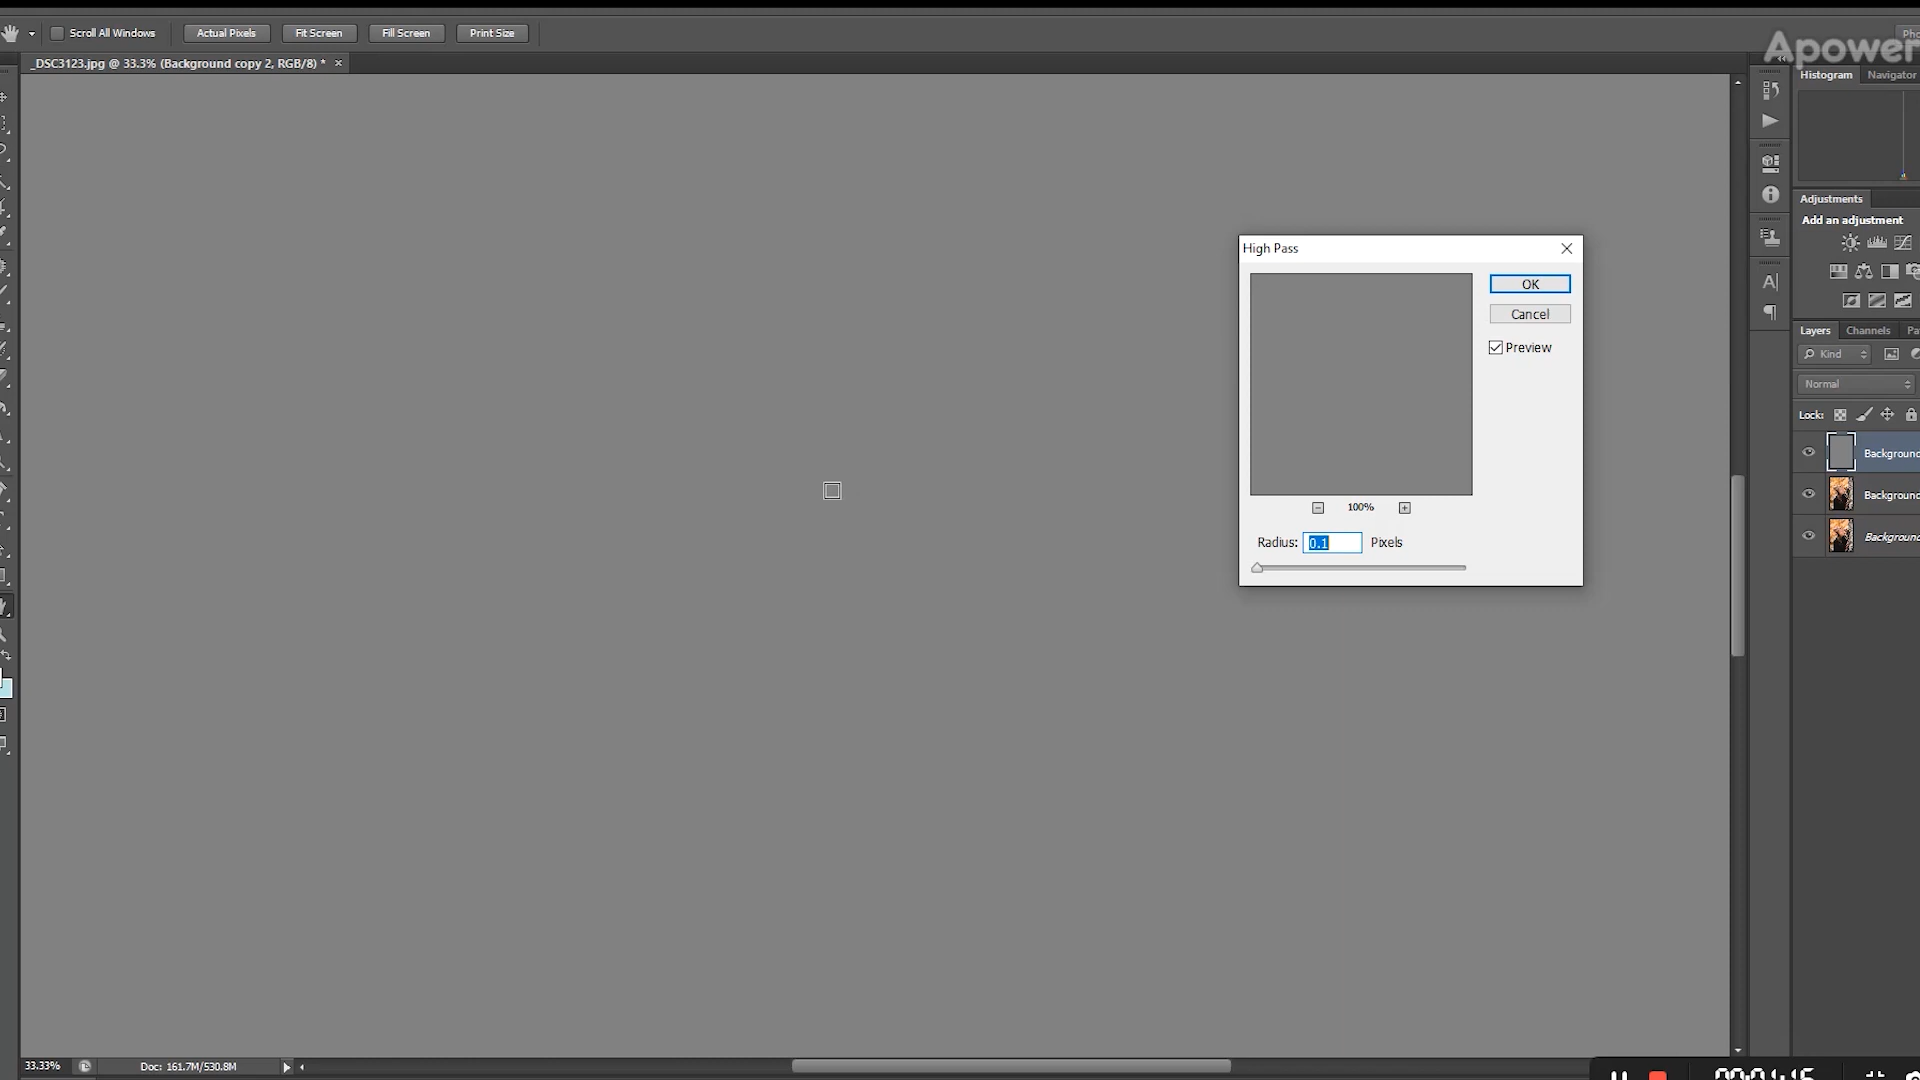 Scroll All Windows
Actual Pixels
Fit Screen
Fill Screen
Print Size
Apower
_DSC3123.jpg @ 33.3% (Background copy 2, RGB/8) *
Histogram
Navigator
Adjustments
Add an adjustment
High Pass
OK
Cancel
Preview
100%
Radius: 0.1 Pixels
Layers
Channels
Kind
Normal
Lock:
Background
Background
Background
33.33%
Doc: 161.7M/530.8M